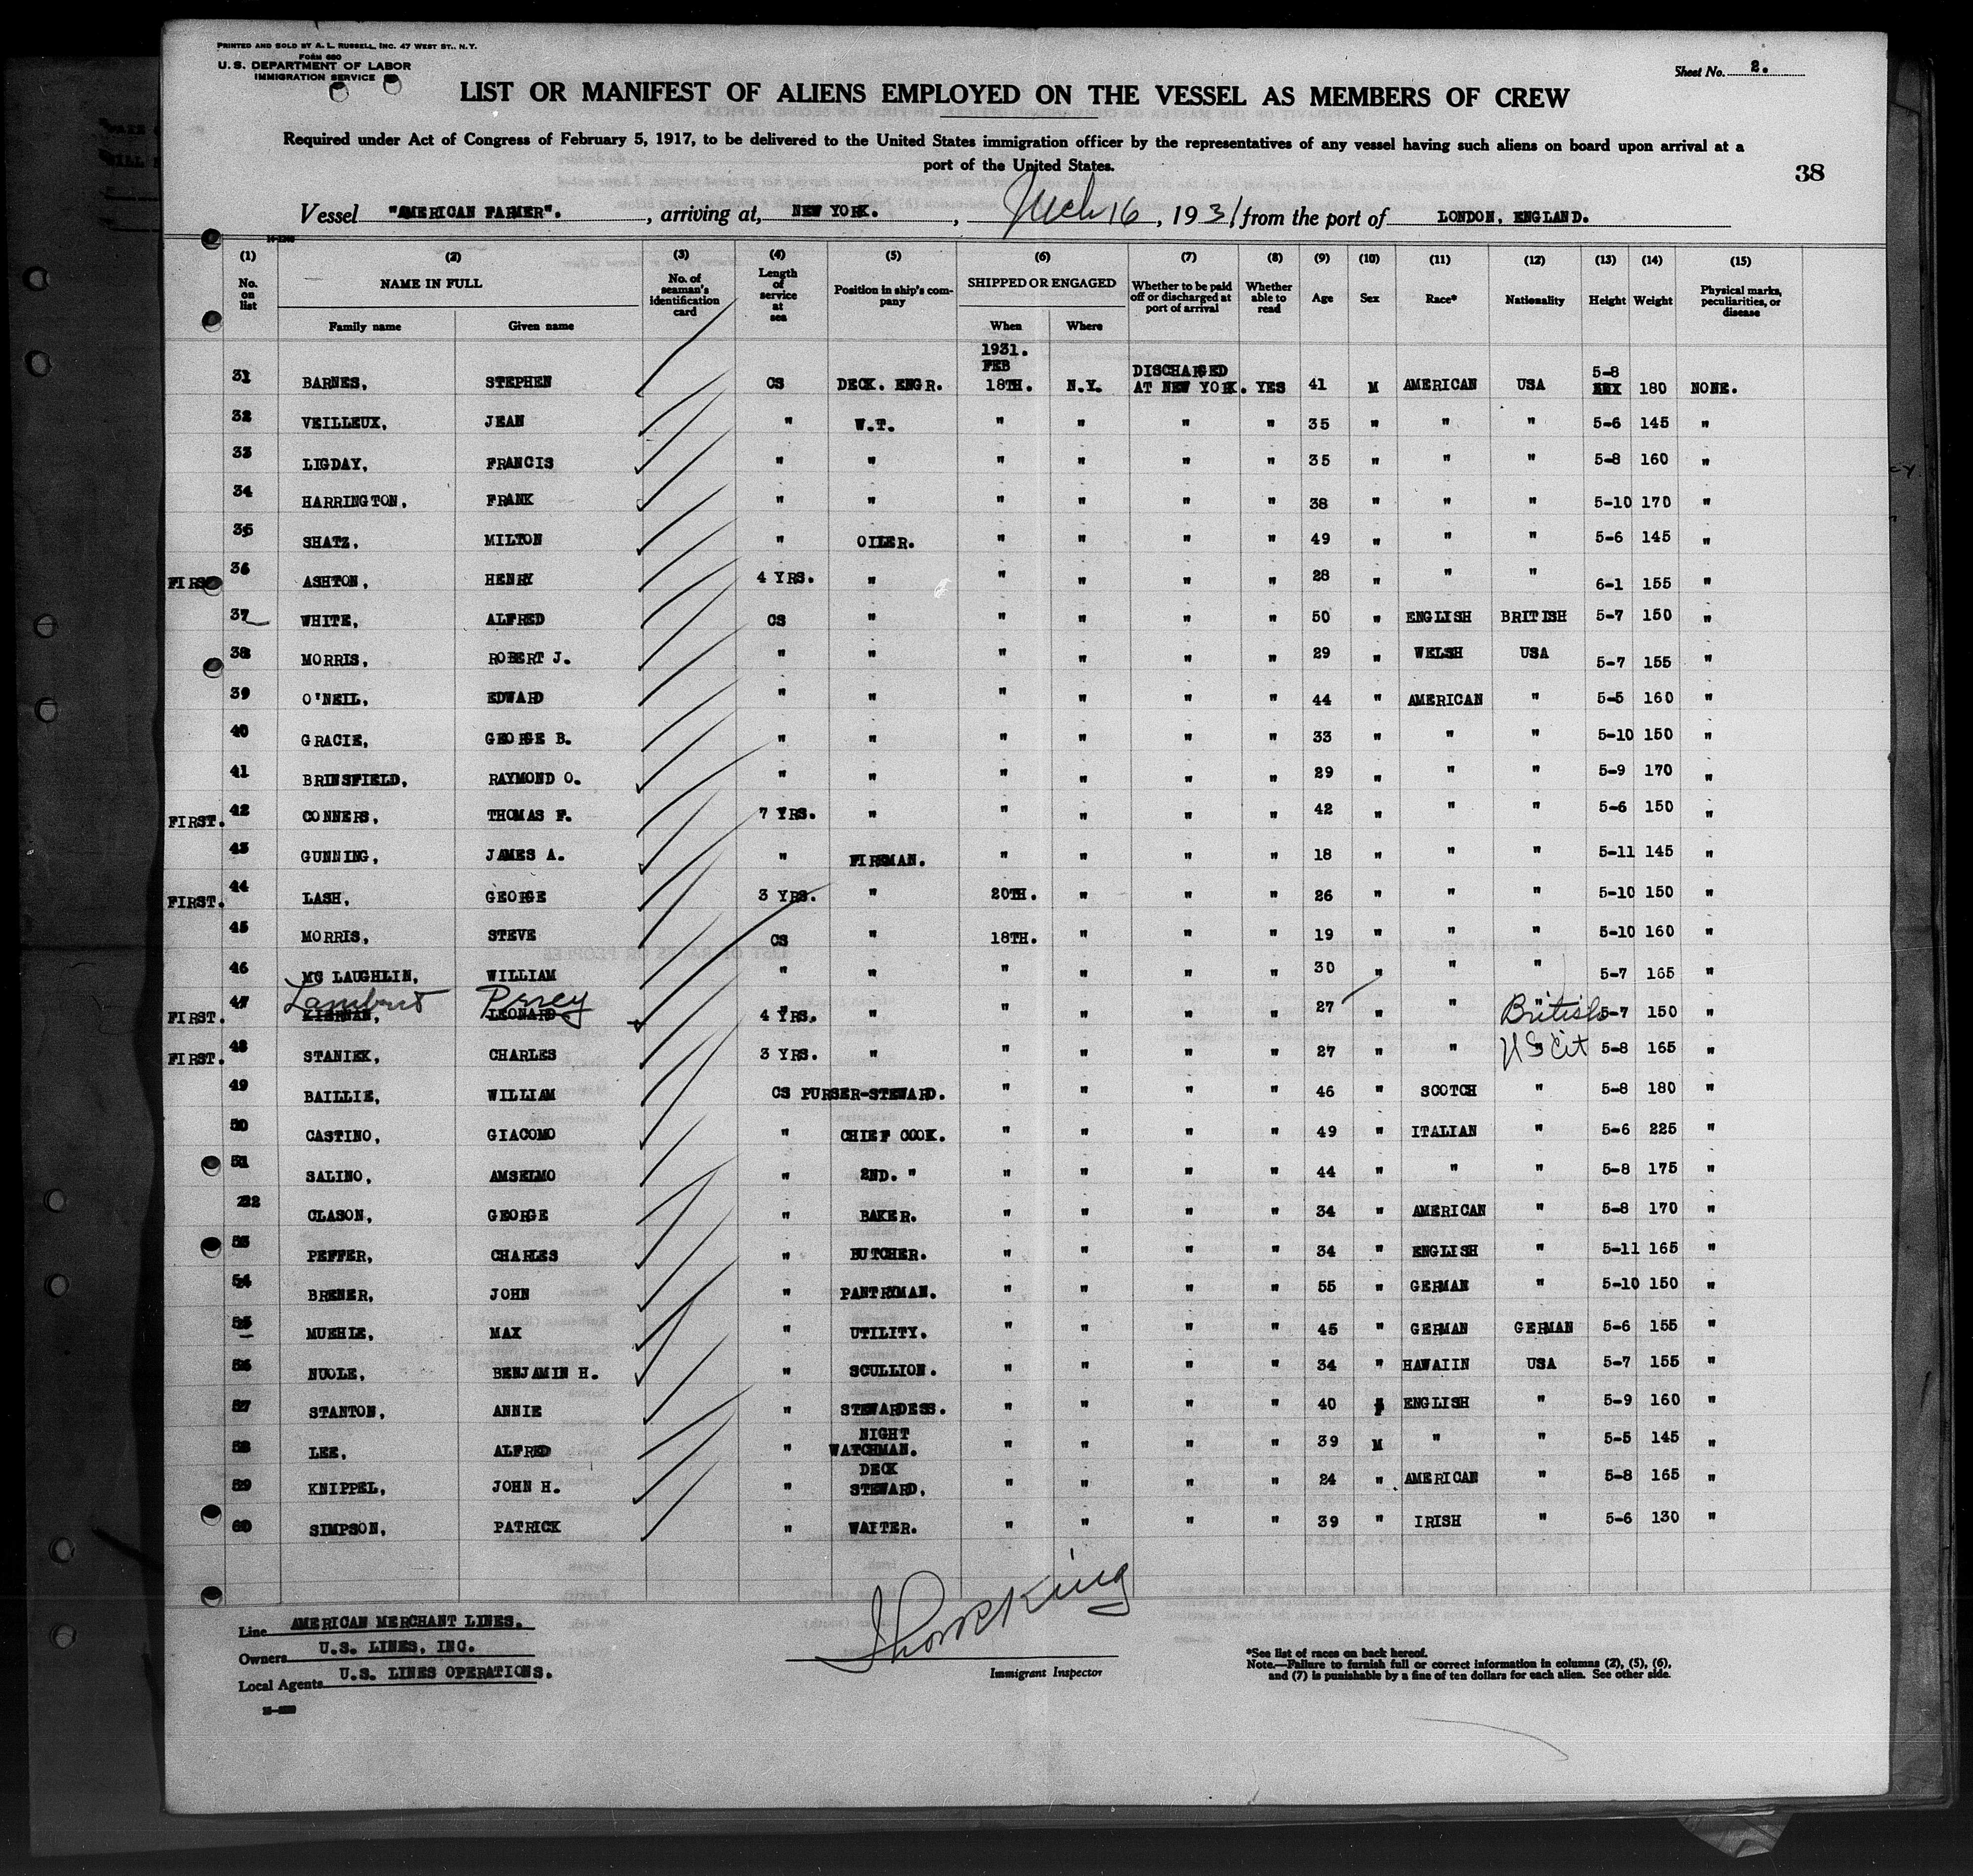 PRINTED AND SOLD BY A. L. RUSSELL, INC. 47 WEST ST., N.Y.
FORM 680
U. S. DEPARTMENT OF LABOR
IMMIGRATION SERVICE
Sheet No. 2.
LIST OR MANIFEST OF ALIENS EMPLOYED ON THE VESSEL AS MEMBERS OF CREW
Required under Act of Congress of February 5, 1917, to be delivered to the United States immigration officer by the representatives of any vessel having such aliens on board upon arrival at a
port of the United States.
38
Vessel "AMERICAN FARMER"., arriving at, NEW YORK., Mch 16, 1931 from the port of LONDON, ENGLAND.
(1) (2) (3) (4) (5) (6) (7) (8) (9) (10) (11) (12) (13) (14) (15)
No. on list NAME IN FULL Family name Given name No. of seaman's identification card Length of service at sea Position in ship's company SHIPPED OR ENGAGED When Where Whether to be paid off or discharged at port of arrival Whether able to read Age Sex Race* Nationality Height Weight Physical marks, peculiarities, or disease
1931.
FEB
31 BARNES, STEPHEN CS DECK. ENGR. 18TH. N.Y. DISCHARGED AT NEW YORK. YES 41 M AMERICAN USA 5-8 180 NONE.
32 VEILLEUX, JEAN " W.T. " " " " 35 " " " 5-6 145 "
33 LIGDAY, FRANCIS " " " " " " 35 " " " 5-8 160 "
34 HARRINGTON, FRANK " " " " " " 38 " " " 5-10 170 "
35 SHATZ, MILTON " OILER. " " " " 49 " " " 5-6 145 "
FIRST 36 ASHTON, HENRY 4 YRS. " " " " " 28 " " " 6-1 155 "
37 WHITE, ALFRED CS " " " " " 50 " ENGLISH BRITISH 5-7 150 "
38 MORRIS, ROBERT J. " " " " " " 29 " WELSH USA 5-7 155 "
39 O'NEIL, EDWARD " " " " " " 44 " AMERICAN " 5-5 160 "
40 GRACIE, GEORGE B. " " " " " " 33 " " " 5-10 150 "
41 BRINSFIELD, RAYMOND O. " " " " " " 29 " " " 5-9 170 "
FIRST. 42 CONNERS, THOMAS F. 7 YRS. " " " " " 42 " " " 5-6 150 "
43 GUNNING, JAMES A. " FIREMAN. " " " " 18 " " " 5-11 145 "
FIRST. 44 LASH, GEORGE 3 YRS. " 20TH. " " " 26 " " " 5-10 150 "
45 MORRIS, STEVE CS " 18TH. " " " 19 " " " 5-10 160 "
46 MC LAUGHLIN, WILLIAM " " " " " " 30 " " " 5-7 165 "
Lambert Percy
FIRST. 47 KIERNAN, LEONARD 4 YRS. " " " " " 27 " " British 5-7 150 "
FIRST. 48 STANIEK, CHARLES 3 YRS. " " " " " 27 " " US Cit 5-8 165 "
49 BAILLIE, WILLIAM CS PURSER-STEWARD. " " " " 46 " SCOTCH " 5-8 180 "
50 CASTINO, GIACOMO " CHIEF COOK. " " " " 49 " ITALIAN " 5-6 225 "
51 SALINO, AMSELMO " 2ND. " " " " " 44 " " " 5-8 175 "
CLASON, GEORGE " BAKER. " " " " 34 " AMERICAN " 5-8 170 "
53 PEFFER, CHARLES " BUTCHER. " " " " 34 " ENGLISH " 5-11 165 "
54 BRENER, JOHN " PANTRYMAN. " " " " 55 " GERMAN " 5-10 150 "
55 MUEHLE, MAX " UTILITY. " " " " 45 " GERMAN GERMAN 5-6 155 "
56 NUOLE, BENJAMIN H. " SCULLION. " " " " 34 " HAWAIIN USA 5-7 155 "
57 STANTON, ANNIE " STEWARDESS. " " " " 40 F ENGLISH " 5-9 160 "
58 LEE, ALFRED " NIGHT WATCHMAN. " " " " 39 M " " 5-5 145 "
59 KNIPPEL, JOHN H. " DECK STEWARD. " " " " 24 " AMERICAN " 5-8 165 "
60 SIMPSON, PATRICK " WAITER. " " " " 39 " IRISH " 5-6 130 "
Line AMERICAN MERCHANT LINES.
Owners U.S. LINES, INC.
Local Agents U.S. LINES OPERATIONS.
Immigrant Inspector
*See list of races on back hereof.
Note.—Failure to furnish full or correct information in columns (2), (5), (6),
and (7) is punishable by a fine of ten dollars for each alien. See other side.